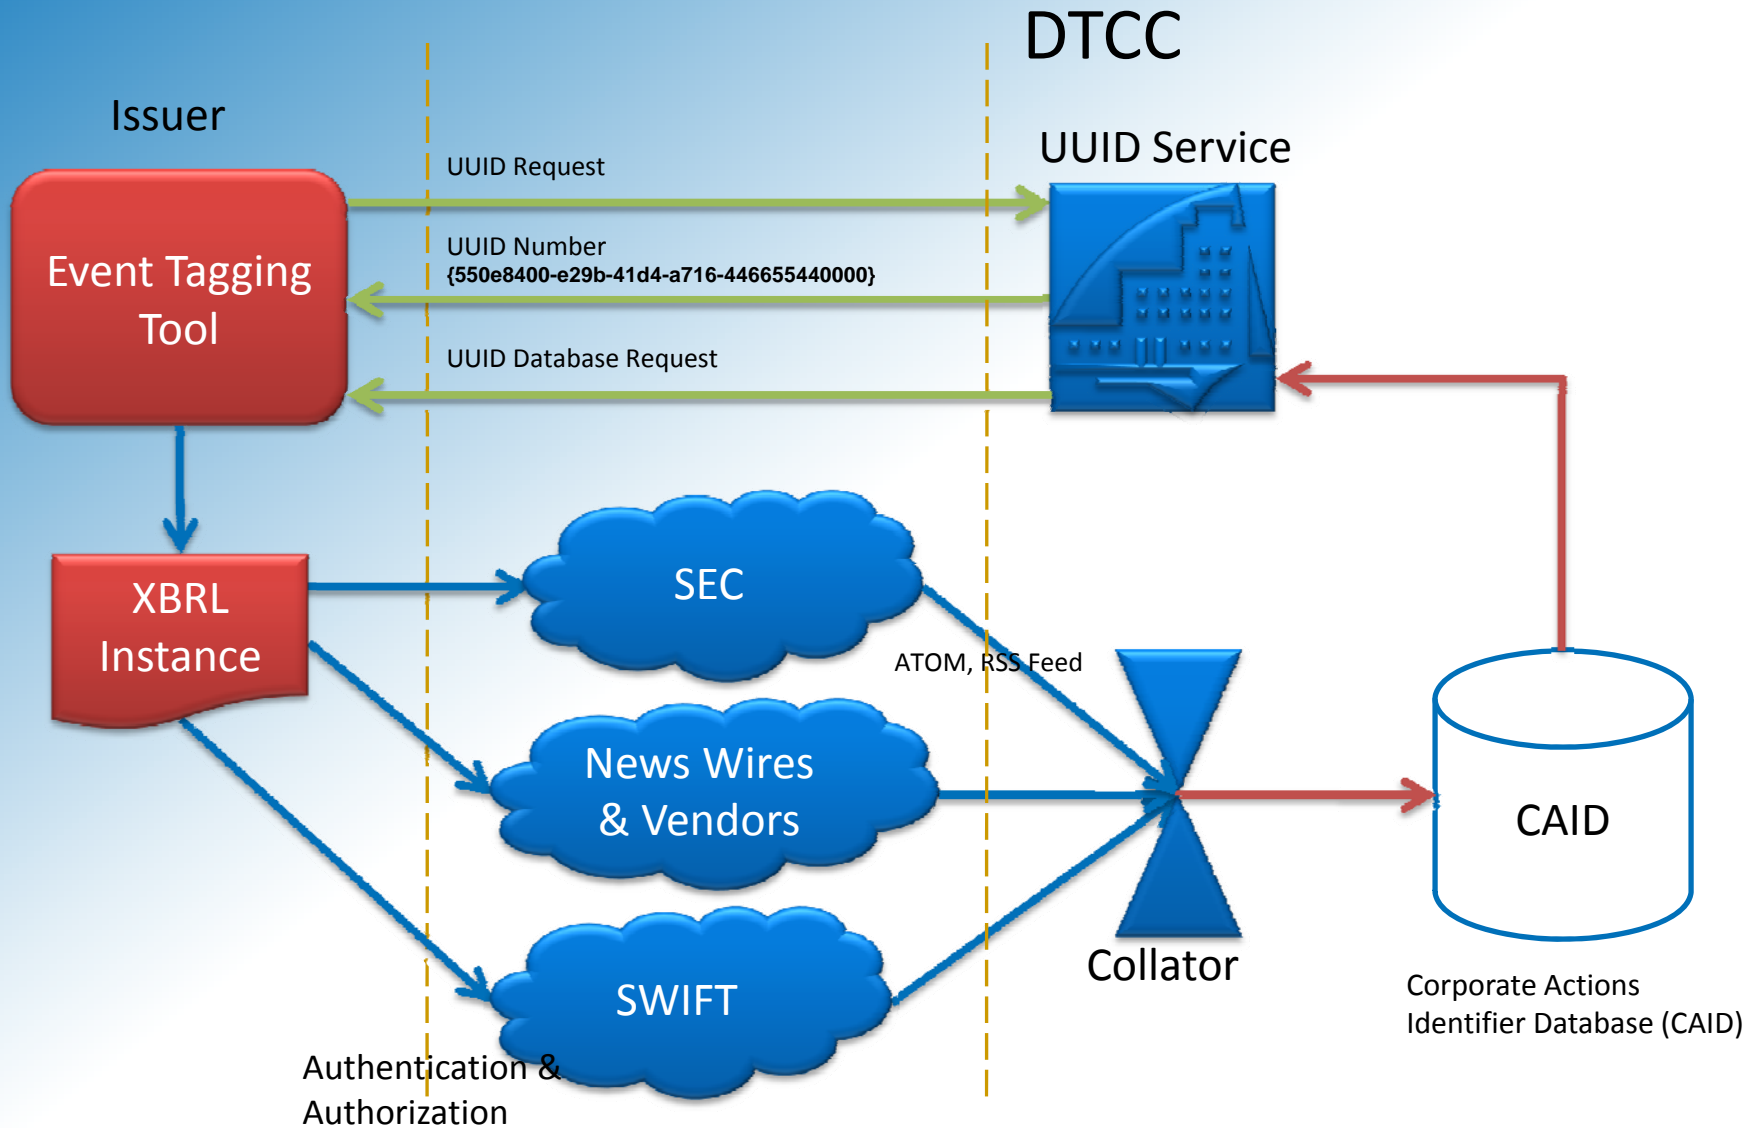 DTCC
Issuer
UUID Service
UUID Request
UUID Number
{550e8400-e29b-41d4-a716-446655440000}
UUID Database Request
Event Tagging
Tool
XBRL
Instance
SEC
ATOM, RSS Feed
News Wires
& Vendors
SWIFT
Collator
CAID
Corporate Actions
Identifier Database (CAID)
Authentication &
Authorization